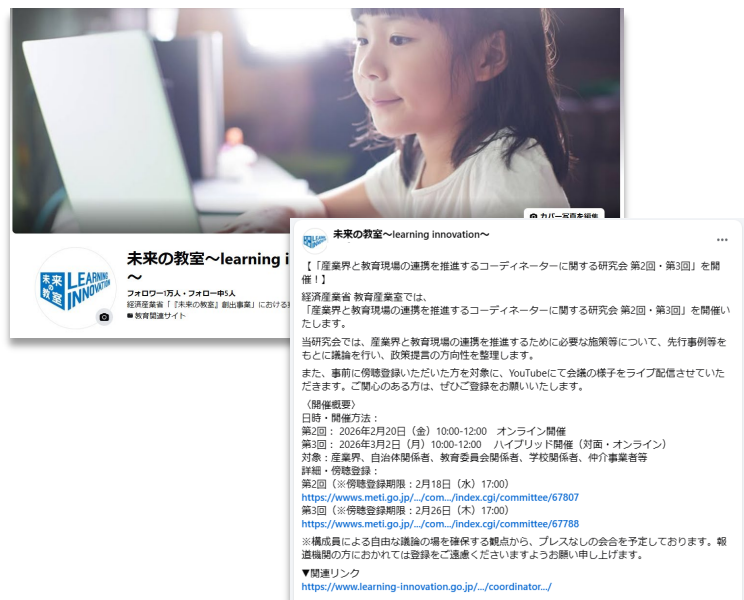 カバー写真を編集
未来の教室
LEARNING
INNOVATION
未来の教室～learning i
～
フォロワー1万人・フォロー中5人
経済産業省「『未来の教室』創出事業」における
教育関連サイト
未来の教室～learning innovation～
【「産業界と教育現場の連携を推進するコーディネーターに関する研究会 第2回・第3回」を開
催！】
経済産業省 教育産業室では、
「産業界と教育現場の連携を推進するコーディネーターに関する研究会 第2回・第3回」を開催い
たします。
当研究会では、産業界と教育現場の連携を推進するために必要な施策等について、先行事例等を
もとに議論を行い、政策提言の方向性を整理します。
また、事前に傍聴登録いただいた方を対象に、YouTubeにて会議の様子をライブ配信させていた
だきます。ご関心のある方は、ぜひご登録をお願いいたします。
〈開催概要〉
日時・開催方法：
第2回： 2026年2月20日（金）10:00-12:00　オンライン開催
第3回： 2026年3月2日（月）10:00-12:00　ハイブリッド開催（対面・オンライン）
対象：産業界、自治体関係者、教育委員会関係者、学校関係者、仲介事業者等
詳細・傍聴登録：
第2回（※傍聴登録期限：2月18日（水）17:00）
https://wwws.meti.go.jp/.../com.../index.cgi/committee/67807
第3回（※傍聴登録期限：2月26日（木）17:00）
https://wwws.meti.go.jp/.../com.../index.cgi/committee/67788
※構成員による自由な議論の場を確保する観点から、プレスなしの会合を予定しております。報
道機関の方におかれては登録をご遠慮くださいますようお願い申し上げます。
▼関連リンク
https://www.learning-innovation.go.jp/.../coordinator.../